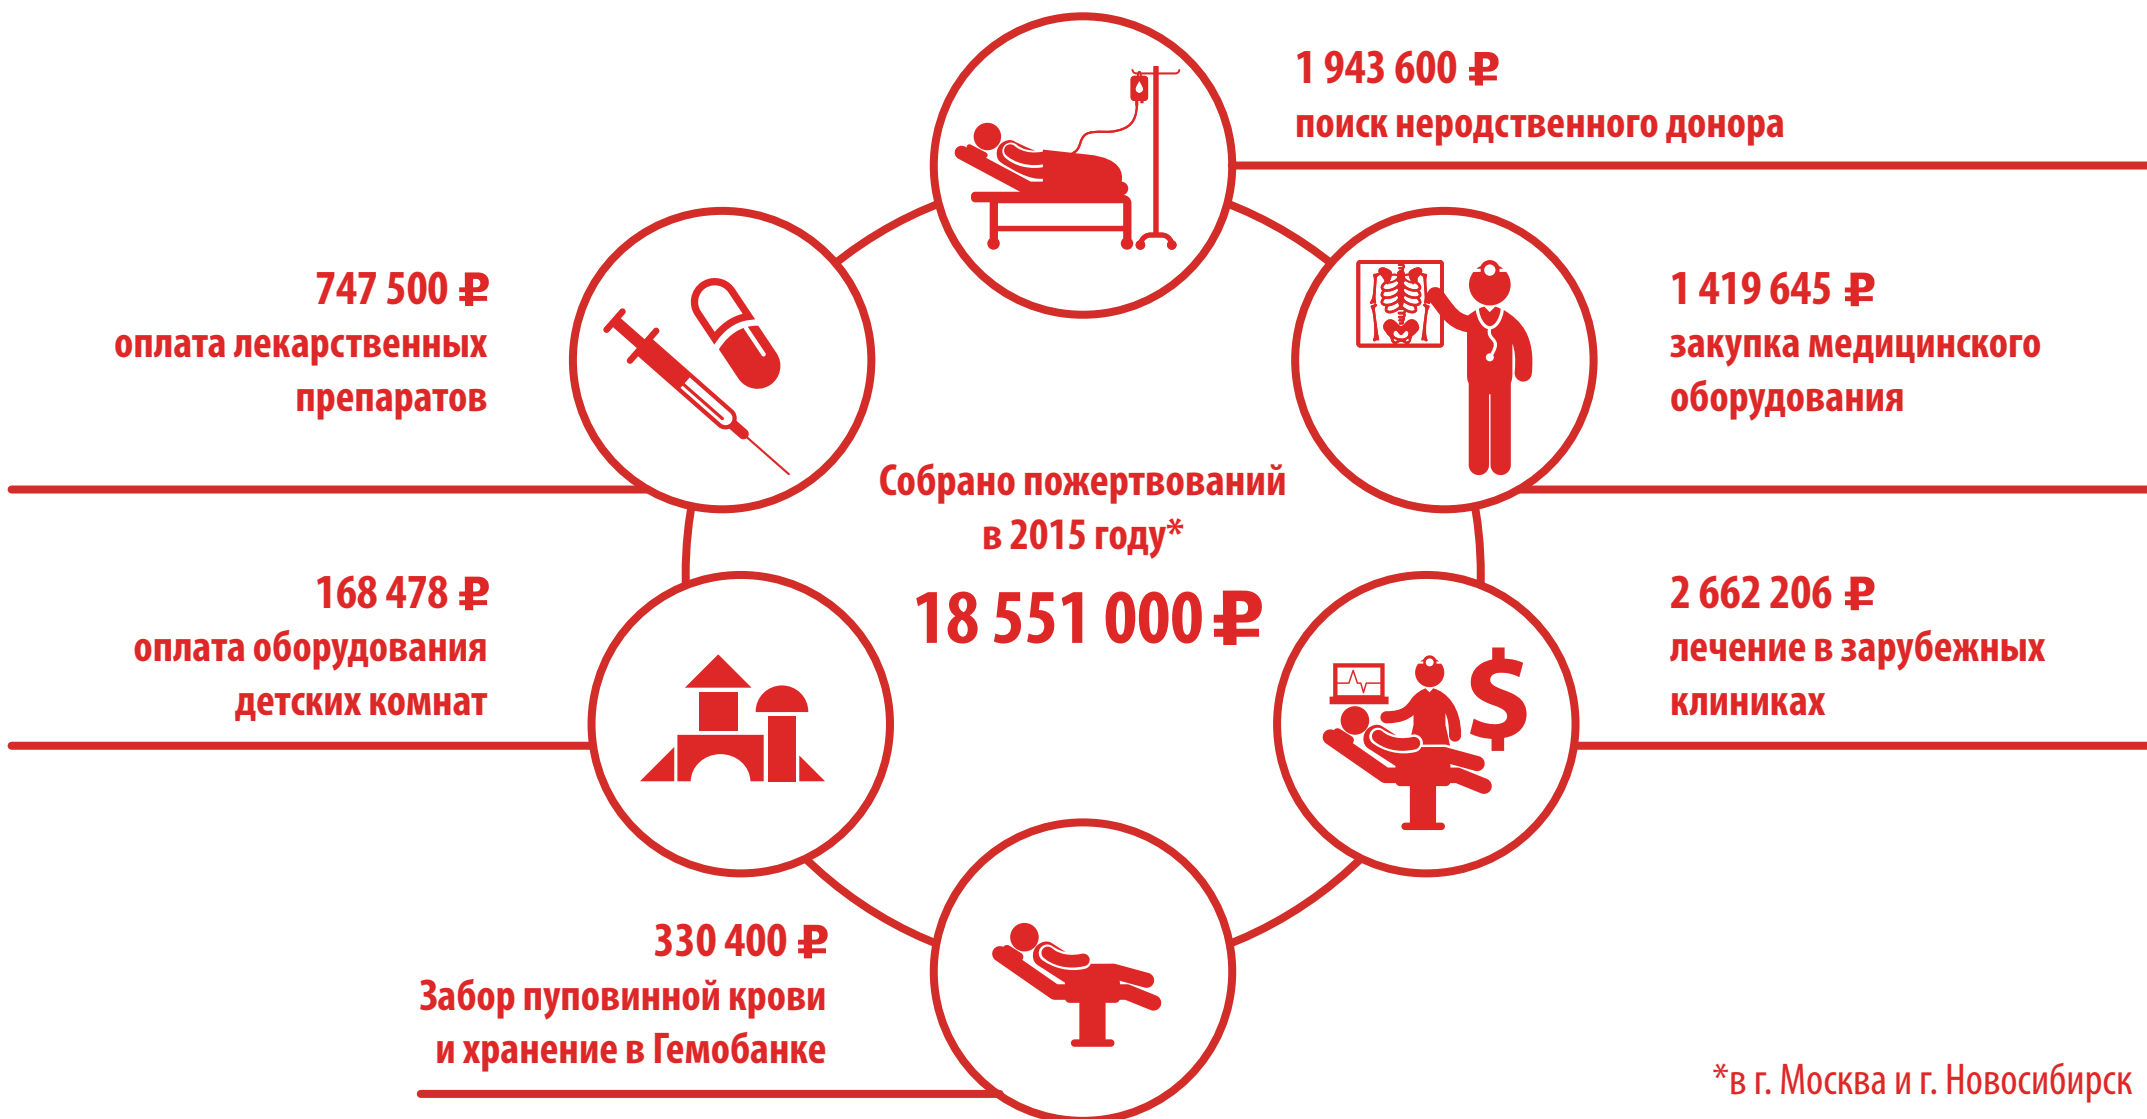 1 943 600 ₽
поиск неродственного донора
747 500 ₽
оплата лекарственных
препаратов
1 419 645 ₽
закупка медицинского
оборудования
Собрано пожертвований
в 2015 году*
18 551 000 ₽
168 478 ₽
оплата оборудования
детских комнат
2 662 206 ₽
лечение в зарубежных
клиниках
$
330 400 ₽
Забор пуповинной крови
и хранение в Гемобанке
*в г. Москва и г. Новосибирск